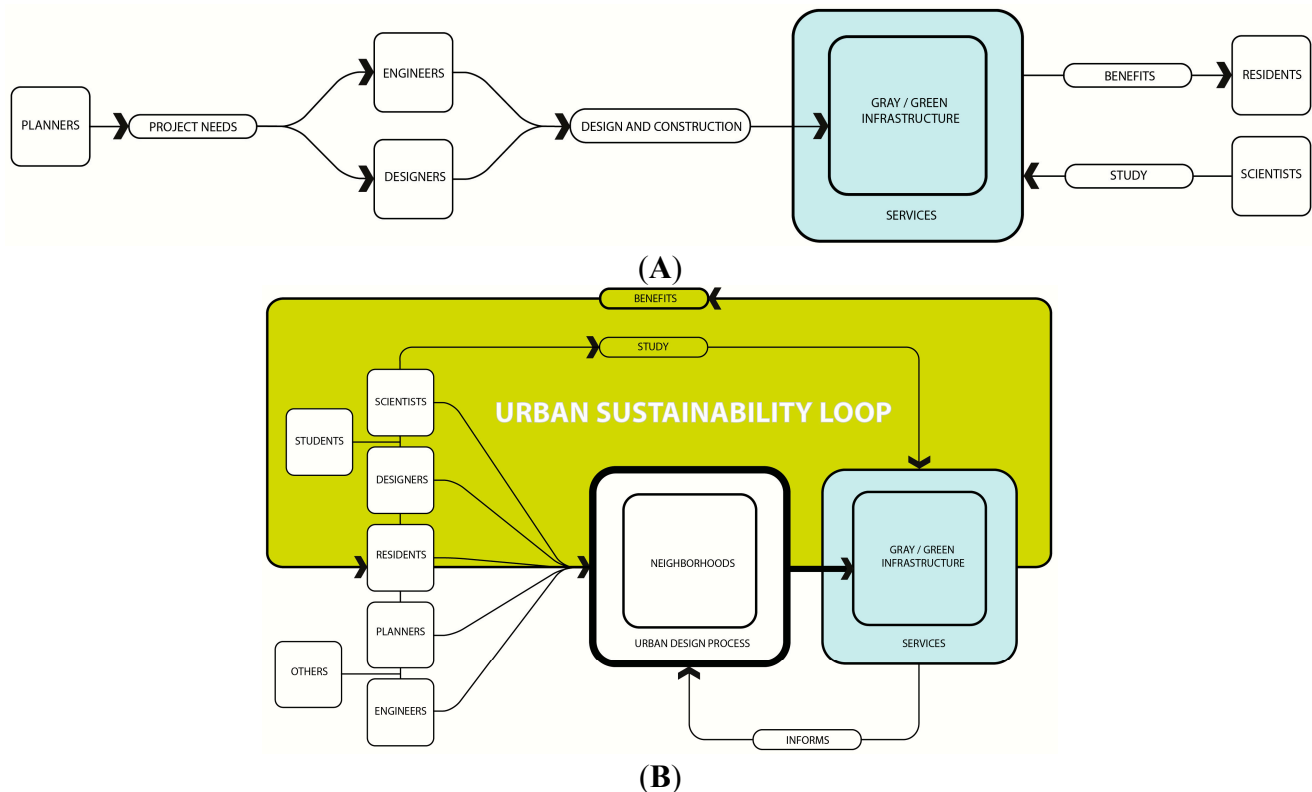 PLANNERS
PROJECT NEEDS
ENGINEERS
DESIGNERS
DESIGN AND CONSTRUCTION
GRAY / GREEN
INFRASTRUCTURE
SERVICES
BENEFITS
RESIDENTS
STUDY
SCIENTISTS
(A)
BENEFITS
STUDY
URBAN SUSTAINABILITY LOOP
SCIENTISTS
STUDENTS
DESIGNERS
RESIDENTS
PLANNERS
OTHERS
ENGINEERS
NEIGHBORHOODS
URBAN DESIGN PROCESS
GRAY / GREEN
INFRASTRUCTURE
SERVICES
INFORMS
(B)